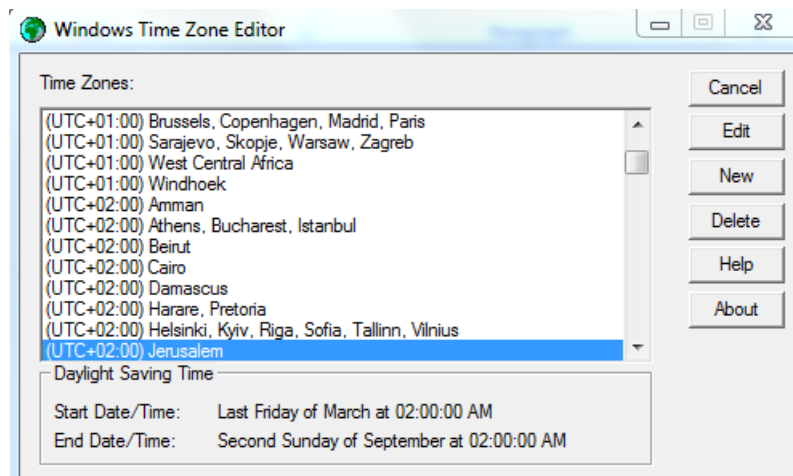 Windows Time Zone Editor
Time Zones:
(UTC+01:00) Brussels, Copenhagen, Madrid, Paris
(UTC+01:00) Sarajevo, Skopje, Warsaw, Zagreb
(UTC+01:00) West Central Africa
(UTC+01:00) Windhoek
(UTC+02:00) Amman
(UTC+02:00) Athens, Bucharest, Istanbul
(UTC+02:00) Beirut
(UTC+02:00) Cairo
(UTC+02:00) Damascus
(UTC+02:00) Harare, Pretoria
(UTC+02:00) Helsinki, Kyiv, Riga, Sofia, Tallinn, Vilnius
(UTC+02:00) Jerusalem
Cancel
Edit
New
Delete
Help
About
Daylight Saving Time
Start Date/Time: Last Friday of March at 02:00:00 AM
End Date/Time: Second Sunday of September at 02:00:00 AM